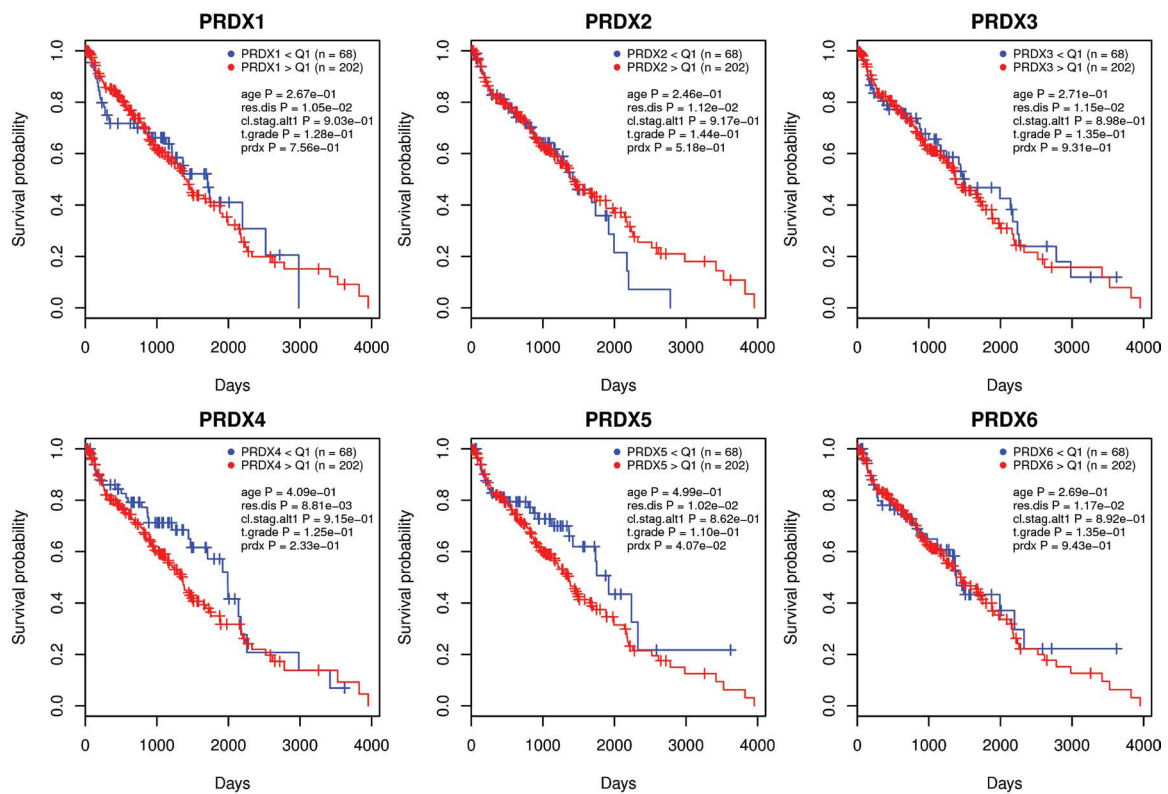 PRDX1
Survival probability
0.0 0.2 0.4 0.6 0.8 1.0
PRDX1 < Q1 (n = 68)
PRDX1 > Q1 (n = 202)
age P = 2.67e−01
res.dis P = 1.05e−02
cl.stag.alt1 P = 9.03e−01
t.grade P = 1.28e−01
prdx P = 7.56e−01
0 1000 2000 3000 4000
Days
PRDX2
Survival probability
0.0 0.2 0.4 0.6 0.8 1.0
PRDX2 < Q1 (n = 68)
PRDX2 > Q1 (n = 202)
age P = 2.46e−01
res.dis P = 1.12e−02
cl.stag.alt1 P = 9.17e−01
t.grade P = 1.44e−01
prdx P = 5.18e−01
0 1000 2000 3000 4000
Days
PRDX3
Survival probability
0.0 0.2 0.4 0.6 0.8 1.0
PRDX3 < Q1 (n = 68)
PRDX3 > Q1 (n = 202)
age P = 2.71e−01
res.dis P = 1.15e−02
cl.stag.alt1 P = 8.98e−01
t.grade P = 1.35e−01
prdx P = 9.31e−01
0 1000 2000 3000 4000
Days
PRDX4
Survival probability
0.0 0.2 0.4 0.6 0.8 1.0
PRDX4 < Q1 (n = 68)
PRDX4 > Q1 (n = 202)
age P = 4.09e−01
res.dis P = 8.81e−03
cl.stag.alt1 P = 9.15e−01
t.grade P = 1.25e−01
prdx P = 2.33e−01
0 1000 2000 3000 4000
Days
PRDX5
Survival probability
0.0 0.2 0.4 0.6 0.8 1.0
PRDX5 < Q1 (n = 68)
PRDX5 > Q1 (n = 202)
age P = 4.99e−01
res.dis P = 1.02e−02
cl.stag.alt1 P = 8.62e−01
t.grade P = 1.10e−01
prdx P = 4.07e−02
0 1000 2000 3000 4000
Days
PRDX6
Survival probability
0.0 0.2 0.4 0.6 0.8 1.0
PRDX6 < Q1 (n = 68)
PRDX6 > Q1 (n = 202)
age P = 2.69e−01
res.dis P = 1.17e−02
cl.stag.alt1 P = 8.92e−01
t.grade P = 1.35e−01
prdx P = 9.43e−01
0 1000 2000 3000 4000
Days